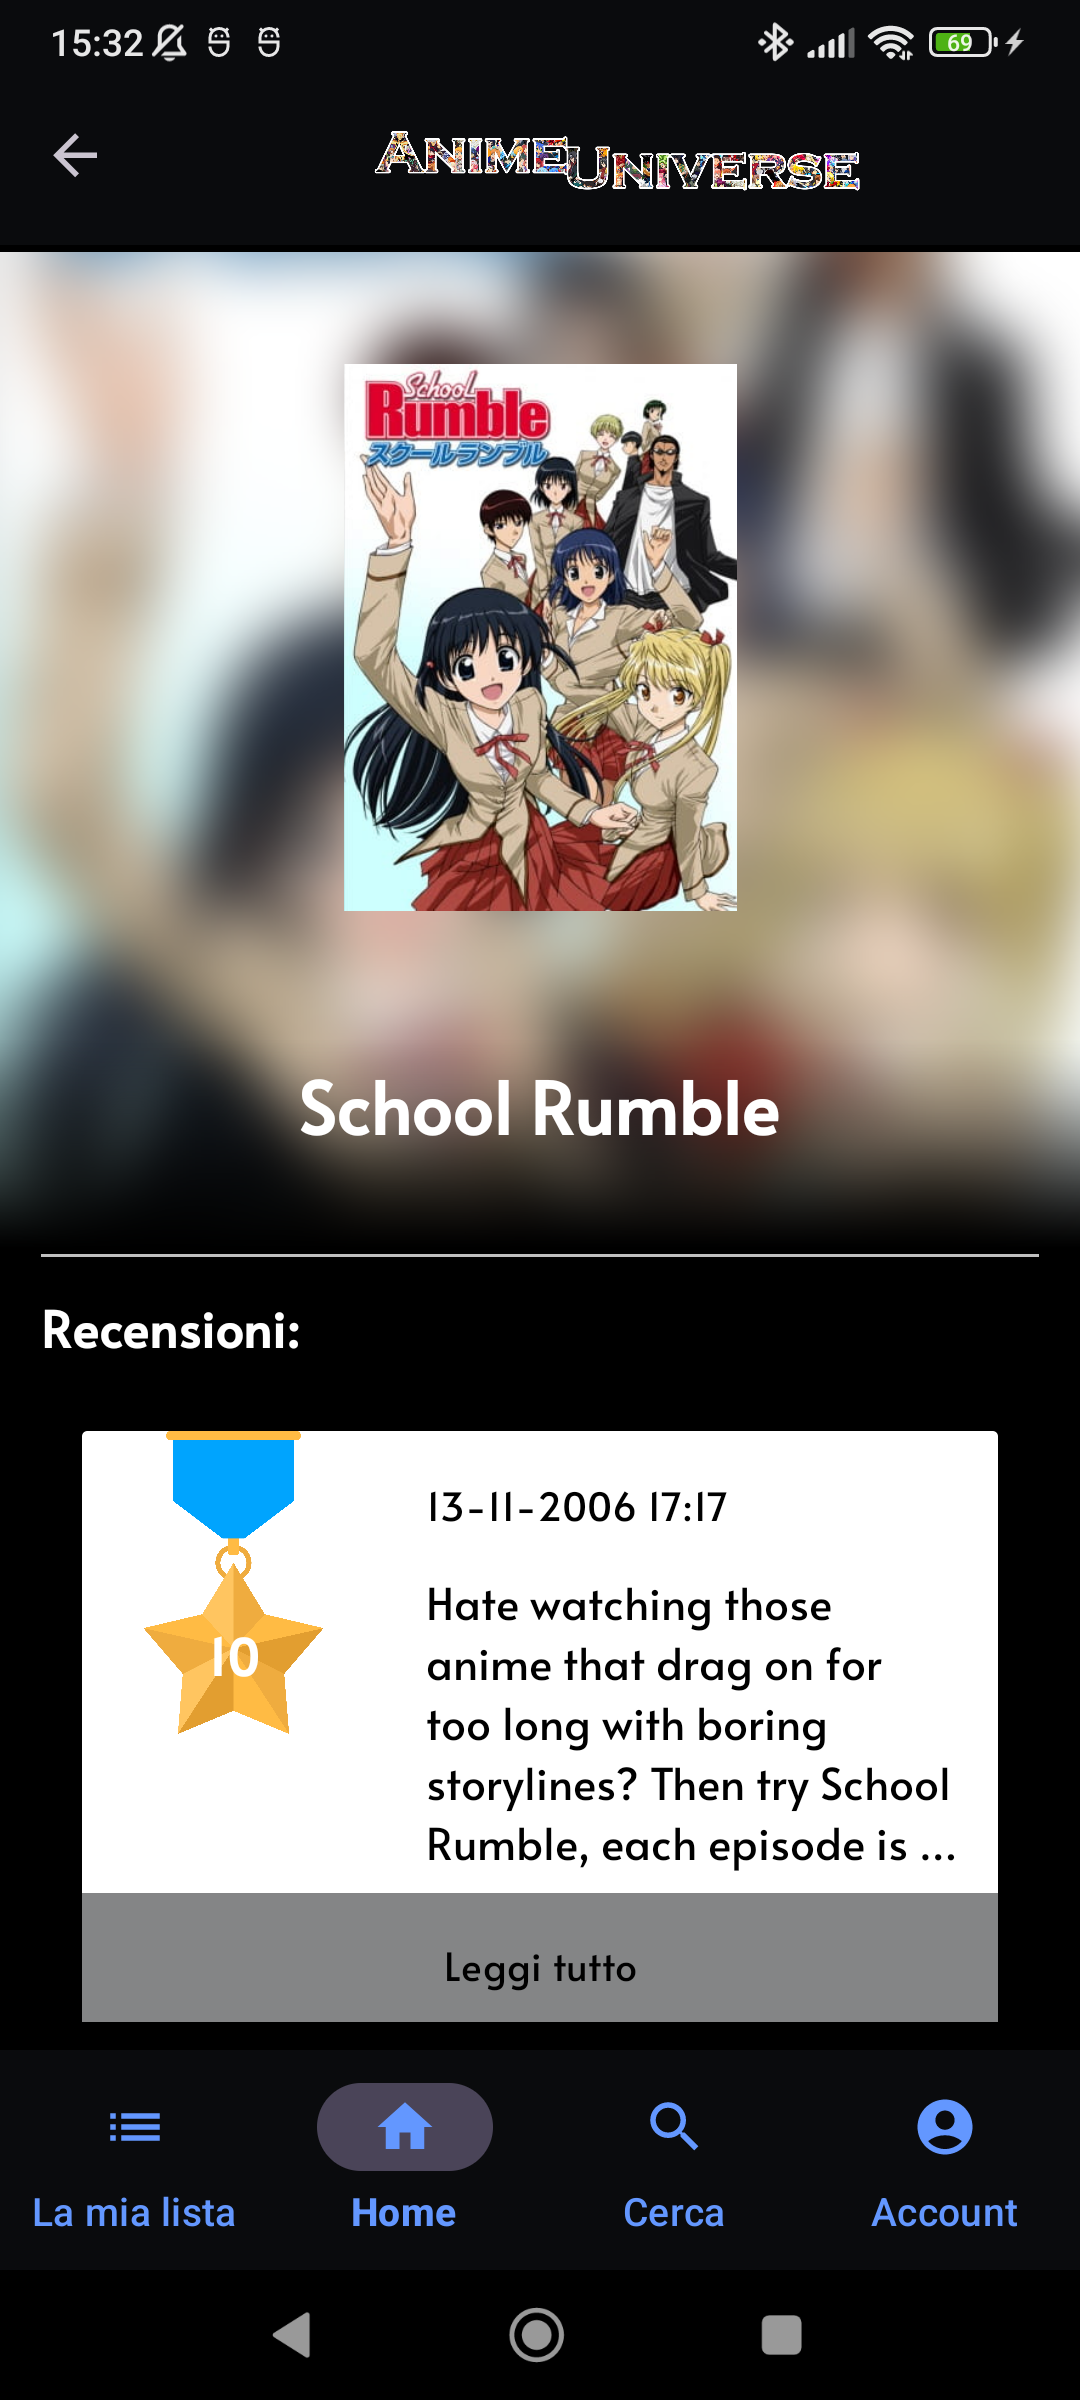 15:32
69
ANIMEUNIVERSE
School
Rumble
スクールランブル
School Rumble
Recensioni:
13-11-2006 17:17
10
Hate watching those
anime that drag on for
too long with boring
storylines? Then try School
Rumble, each episode is ...
Leggi tutto
La mia lista
Home
Cerca
Account